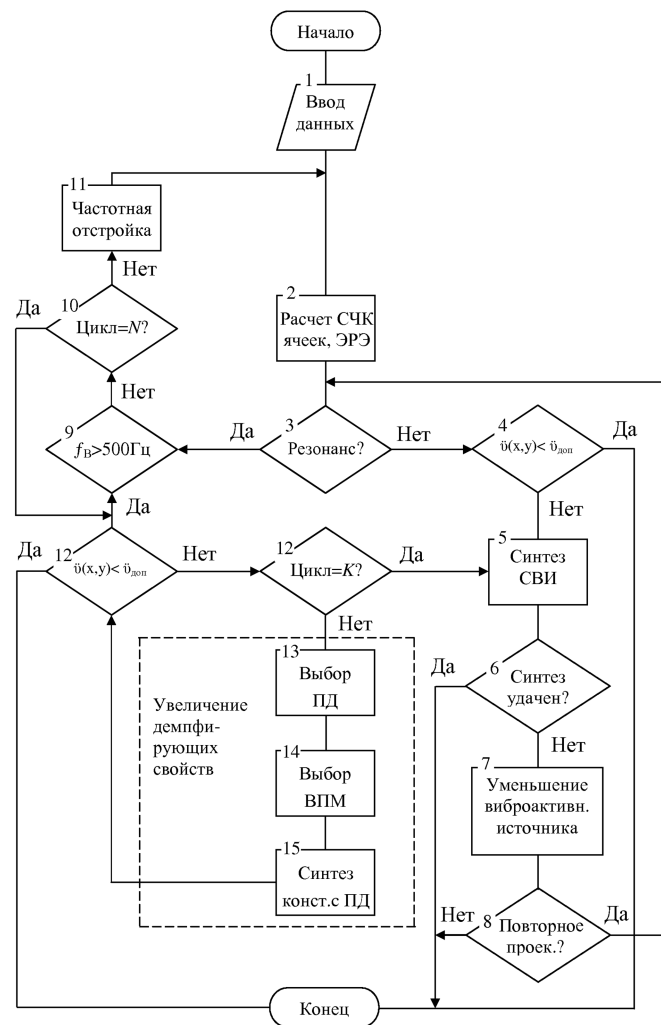 Начало
1
Ввод
данных
11
Частотная
отстройка
Нет
2
Расчет СЧК
ячеек, ЭРЭ
Да
10
Цикл=N?
Нет
9
fВ>500Гц
Да
3
Резонанс?
Нет
4
ü(x,y)< üдоп
Да
Да
Нет
Да
12
ü(x,y)< üдоп
Нет
12
Цикл=K?
Да
5
Синтез
СВИ
Нет
Да
6
Синтез
удачен?
Нет
Увеличение
демпфи-
рующих
свойств
13
Выбор
ПД
14
Выбор
ВПМ
15
Синтез
конст.с ПД
7
Уменьшение
виброактивн.
источника
Нет
8
Повторное
проек.?
Да
Конец